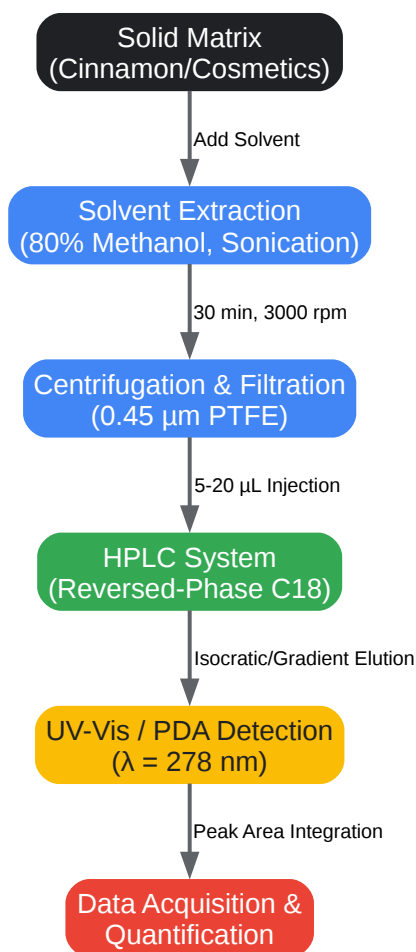 Solid Matrix
(Cinnamon/Cosmetics)
Add Solvent
Solvent Extraction
(80% Methanol, Sonication)
30 min, 3000 rpm
Centrifugation & Filtration
(0.45 µm PTFE)
5-20 µL Injection
HPLC System
(Reversed-Phase C18)
Isocratic/Gradient Elution
UV-Vis / PDA Detection
(λ = 278 nm)
Peak Area Integration
Data Acquisition &
Quantification